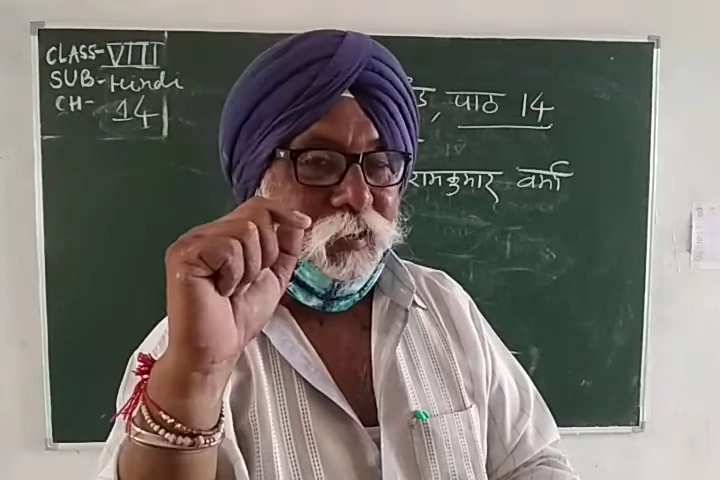 CLASS-VIII
SUB-Hindi
CH- 14
पाठ 14
रामकुमार वर्मा